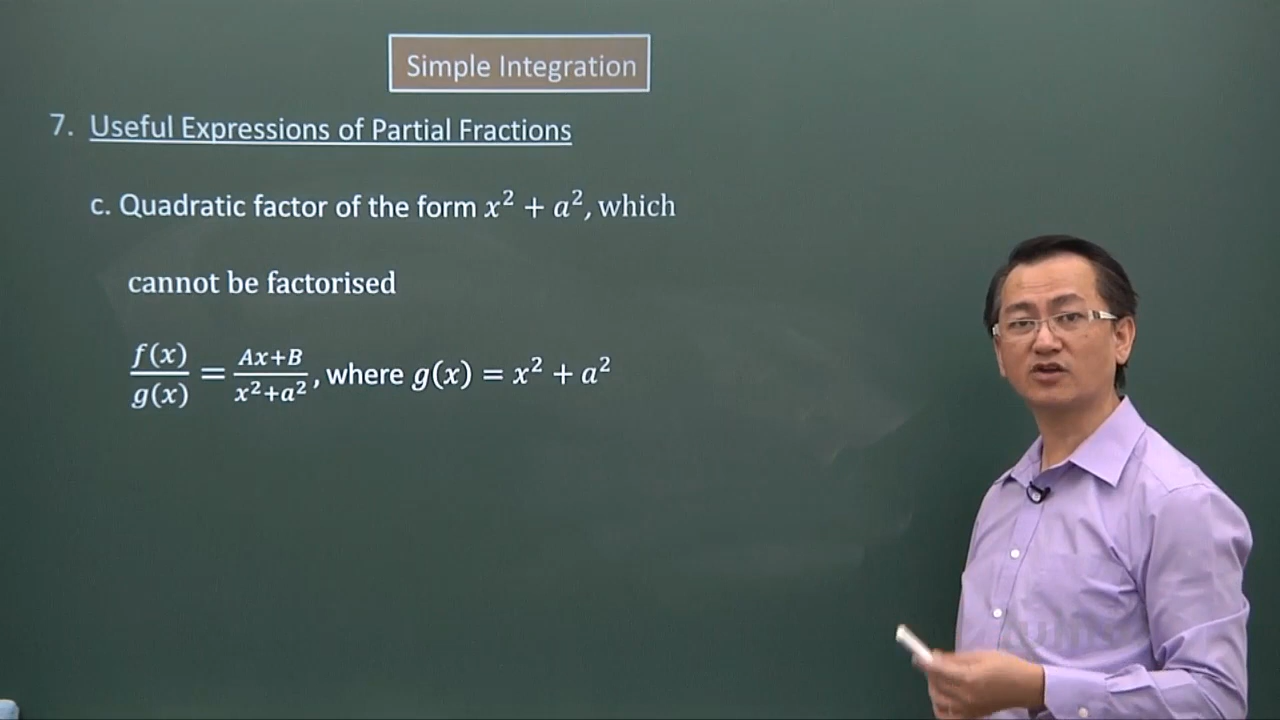 Simple Integration
7. Useful Expressions of Partial Fractions
c. Quadratic factor of the form x² + a², which
cannot be factorised
f(x)/g(x) = Ax+B/x²+a², where g(x) = x² + a²